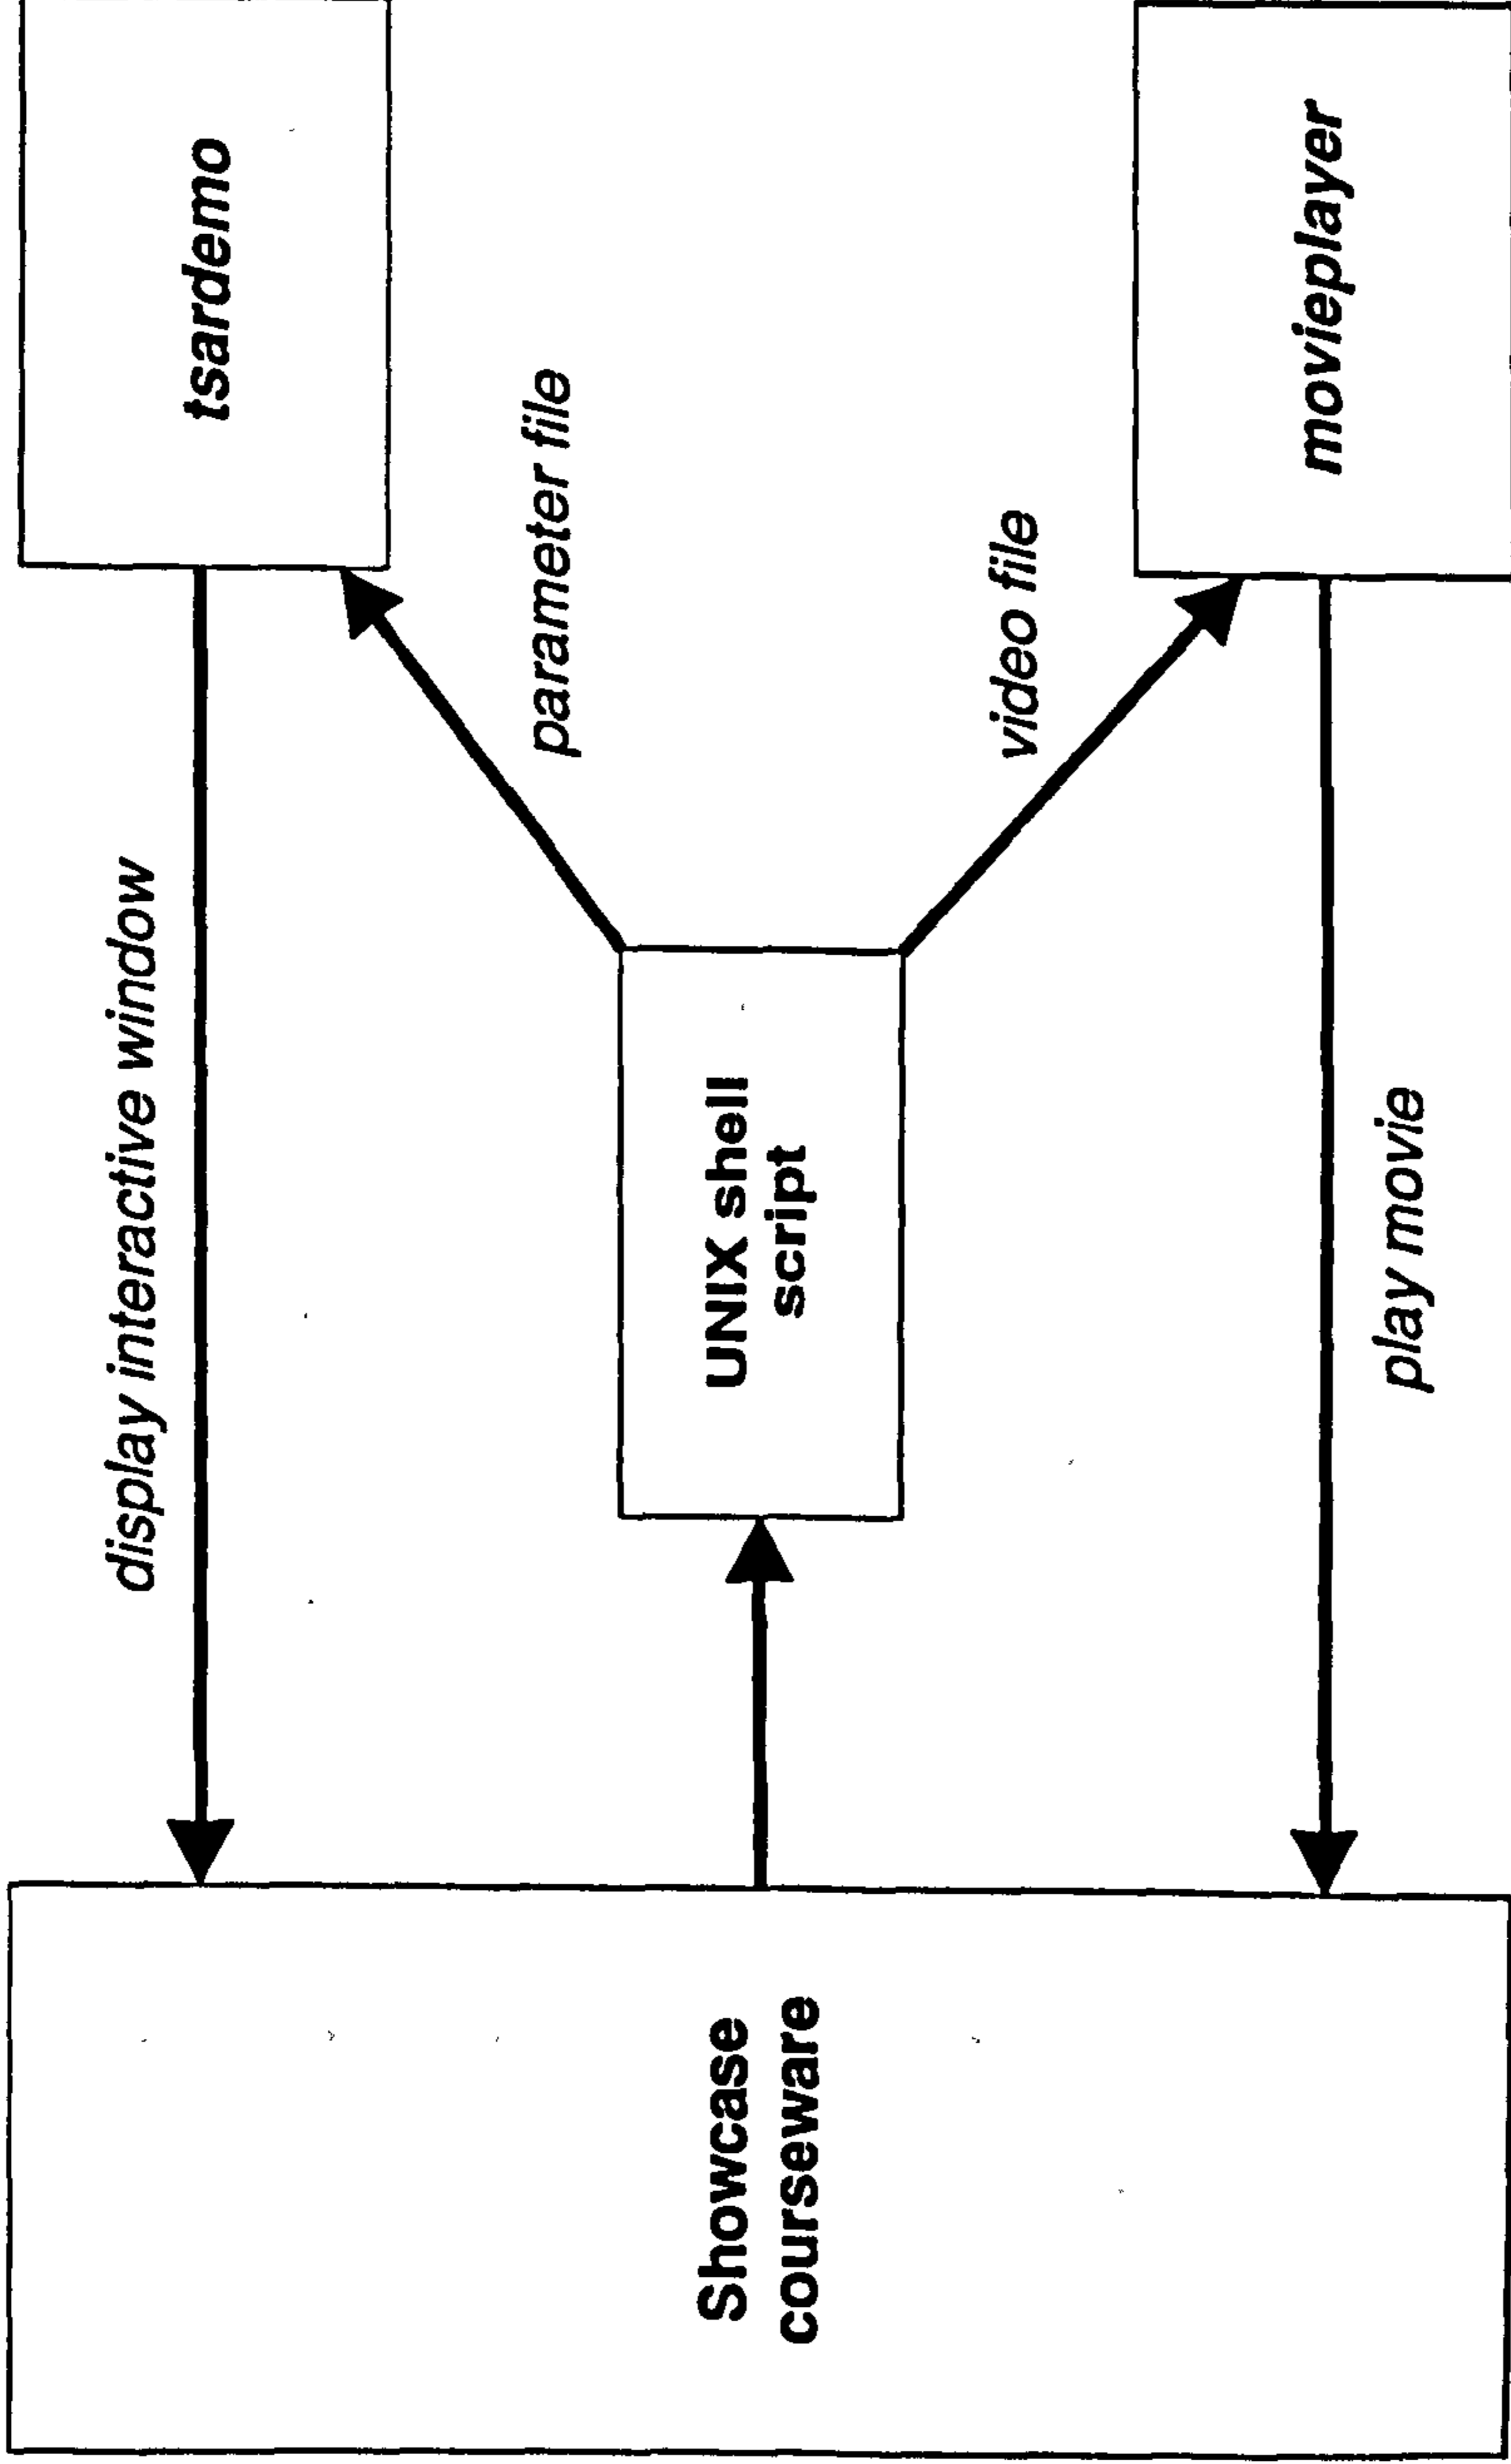 display interactive window
tsardemo
parameter file
Showcase
courseware
UNIX shell
script
video file
movieplayer
play movie